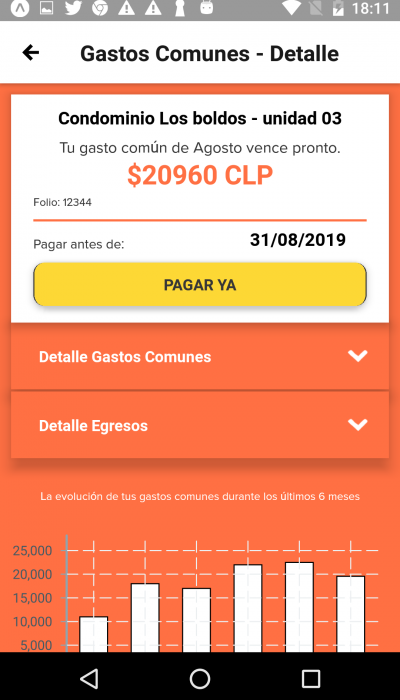 18:11
Gastos Comunes - Detalle
Condominio Los boldos - unidad 03
Tu gasto común de Agosto vence pronto.
$20960 CLP
Folio: 12344
Pagar antes de: 31/08/2019
PAGAR YA
Detalle Gastos Comunes
Detalle Egresos
La evolución de tus gastos comunes durante los últimos 6 meses
25,000
20,000
15,000
10,000
5,000